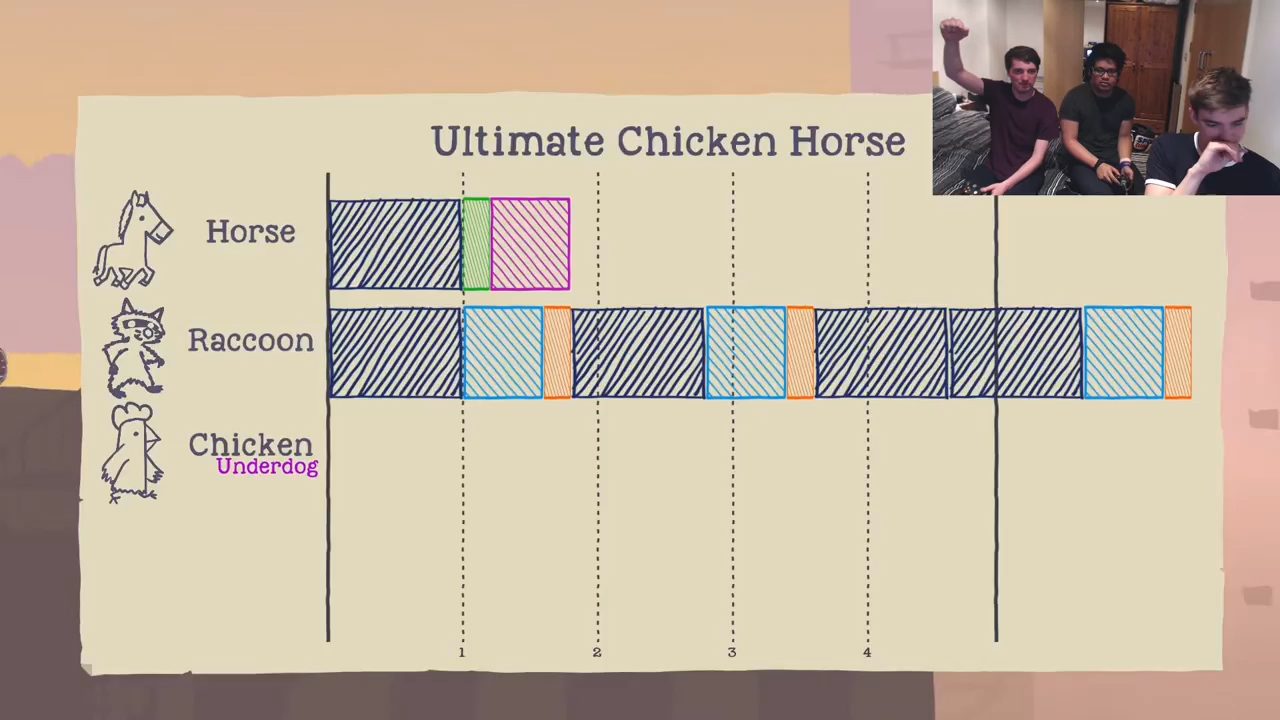 Ultimate Chicken Horse
Horse
Raccoon
Chicken
Underdog
1 2 3 4